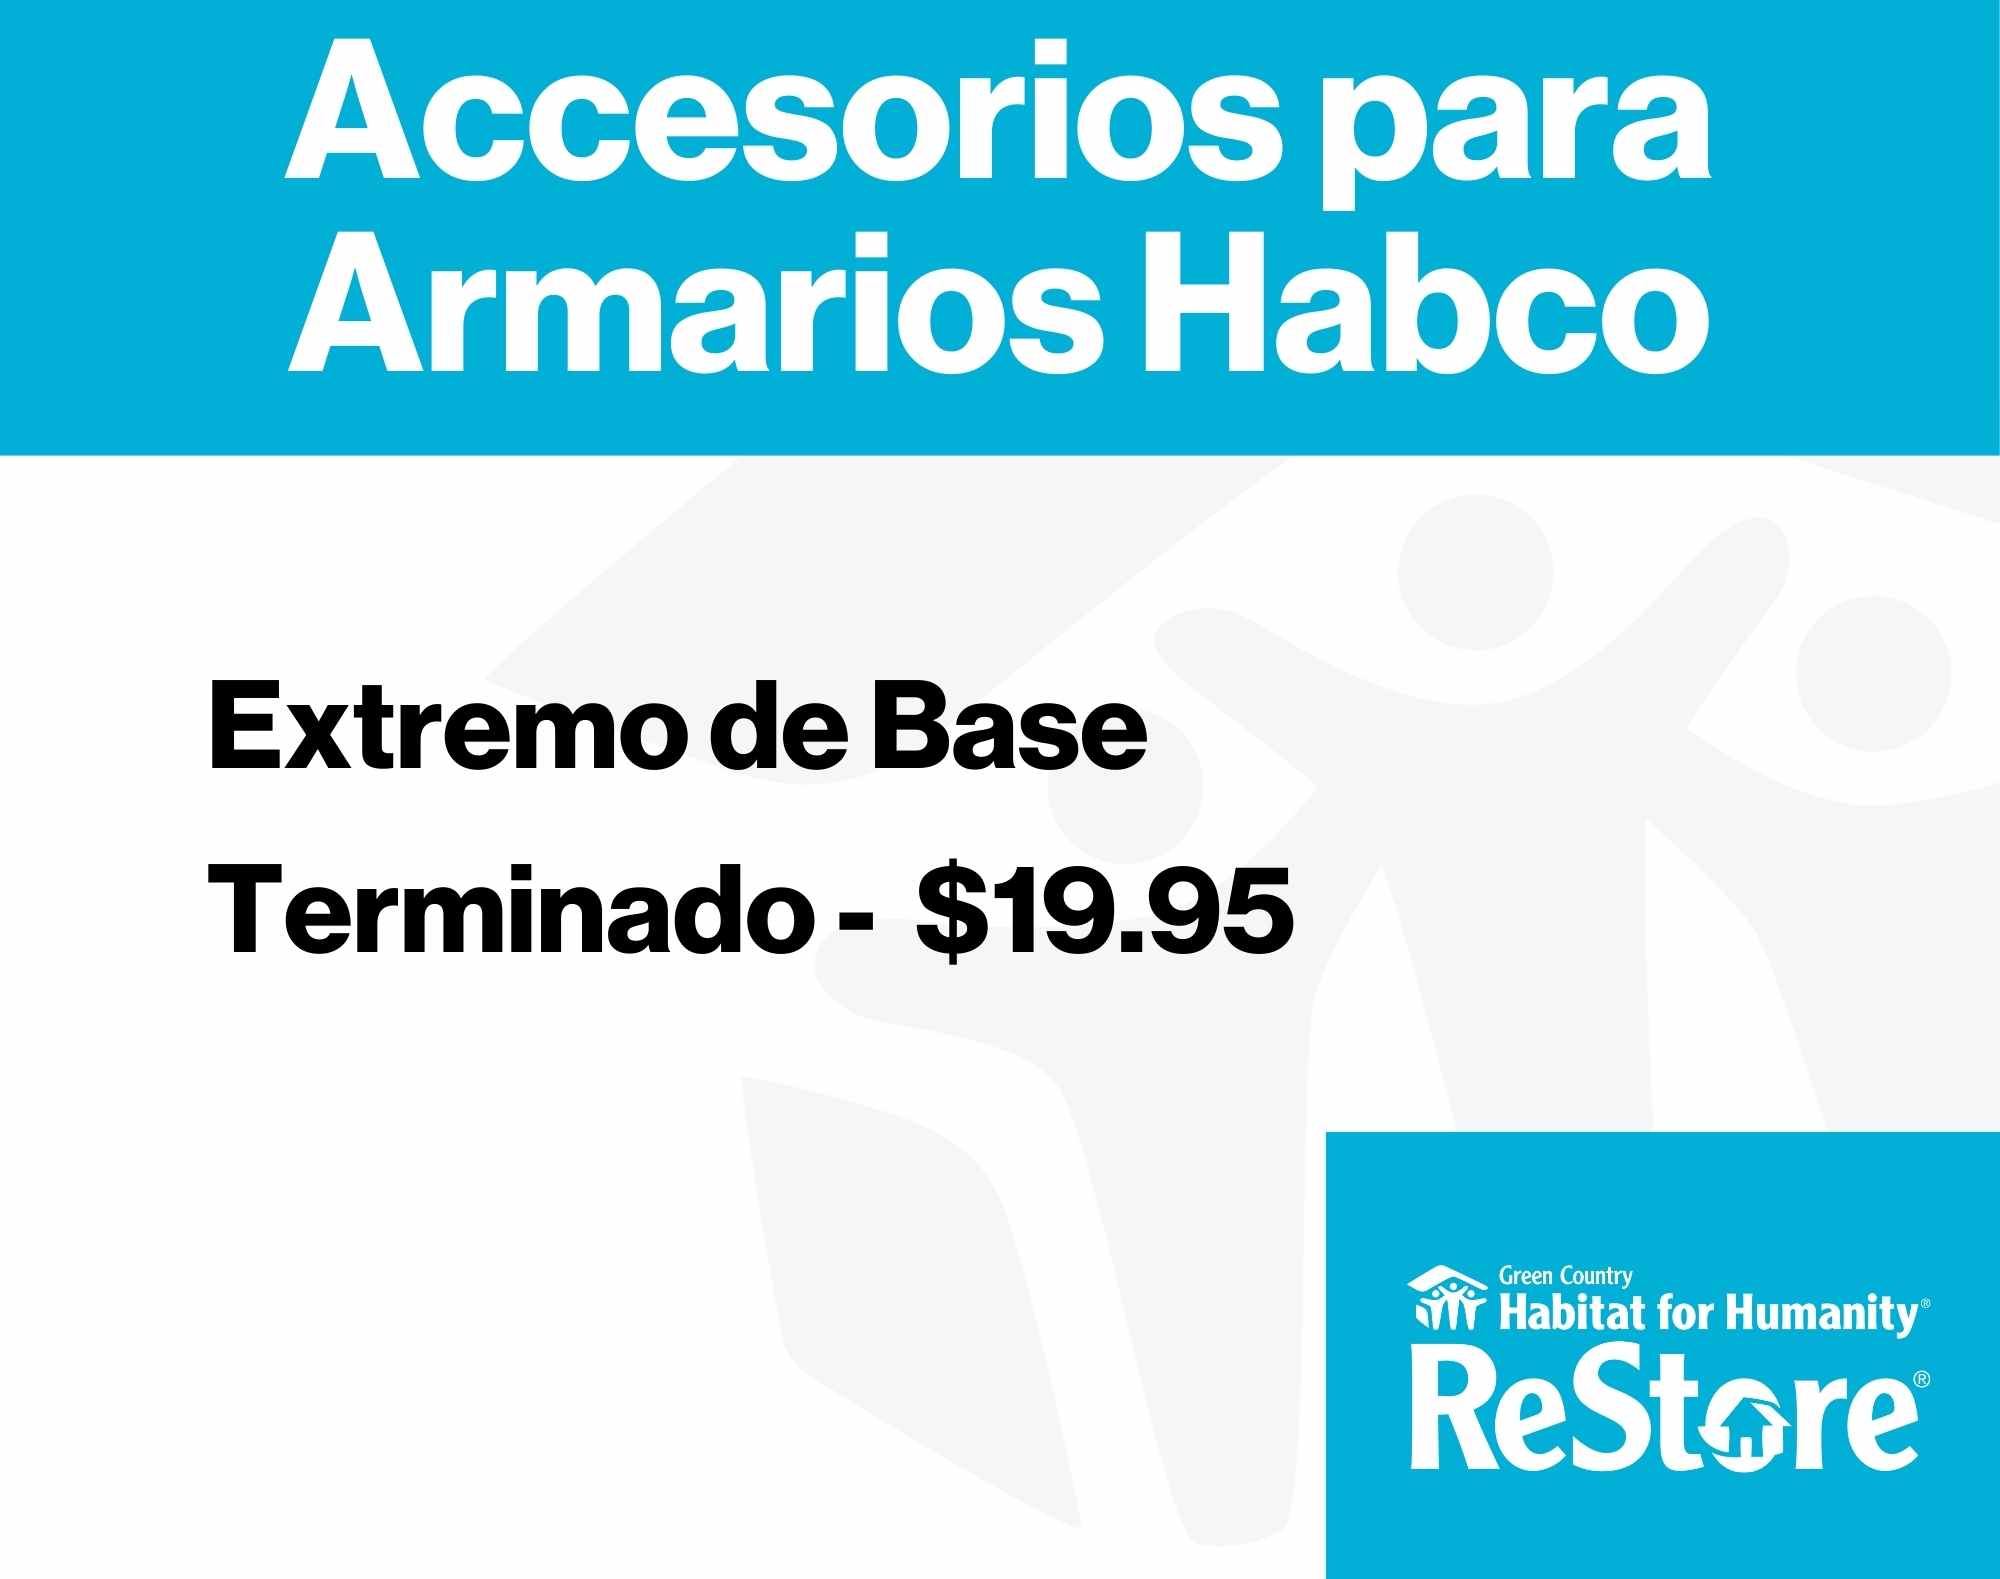 Accesorios para
Armarios Habco
Extremo de Base
Terminado - $19.95
Green Country
Habitat for Humanity®
ReStore®